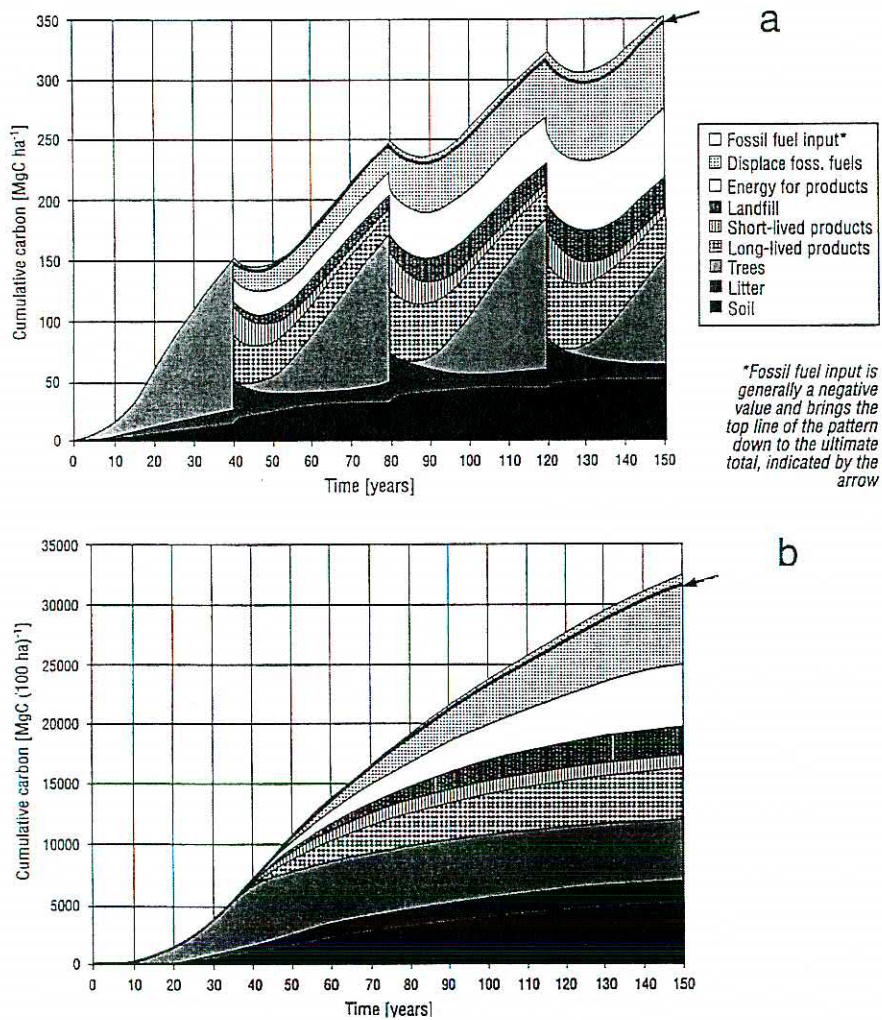 a
350
300
250
200
150
100
50
0
Cumulative carbon [MgC ha⁻¹]
0 10 20 30 40 50 60 70 80 90 100 110 120 130 140 150
Time [years]
Fossil fuel input*
Displace foss. fuels
Energy for products
Landfill
Short-lived products
Long-lived products
Trees
Litter
Soil
*Fossil fuel input is
generally a negative
value and brings the
top line of the pattern
down to the ultimate
total, indicated by the
arrow
b
35000
30000
25000
20000
15000
10000
5000
0
Cumulative carbon [MgC (100 ha)⁻¹]
0 10 20 30 40 50 60 70 80 90 100 110 120 130 140 150
Time [years]